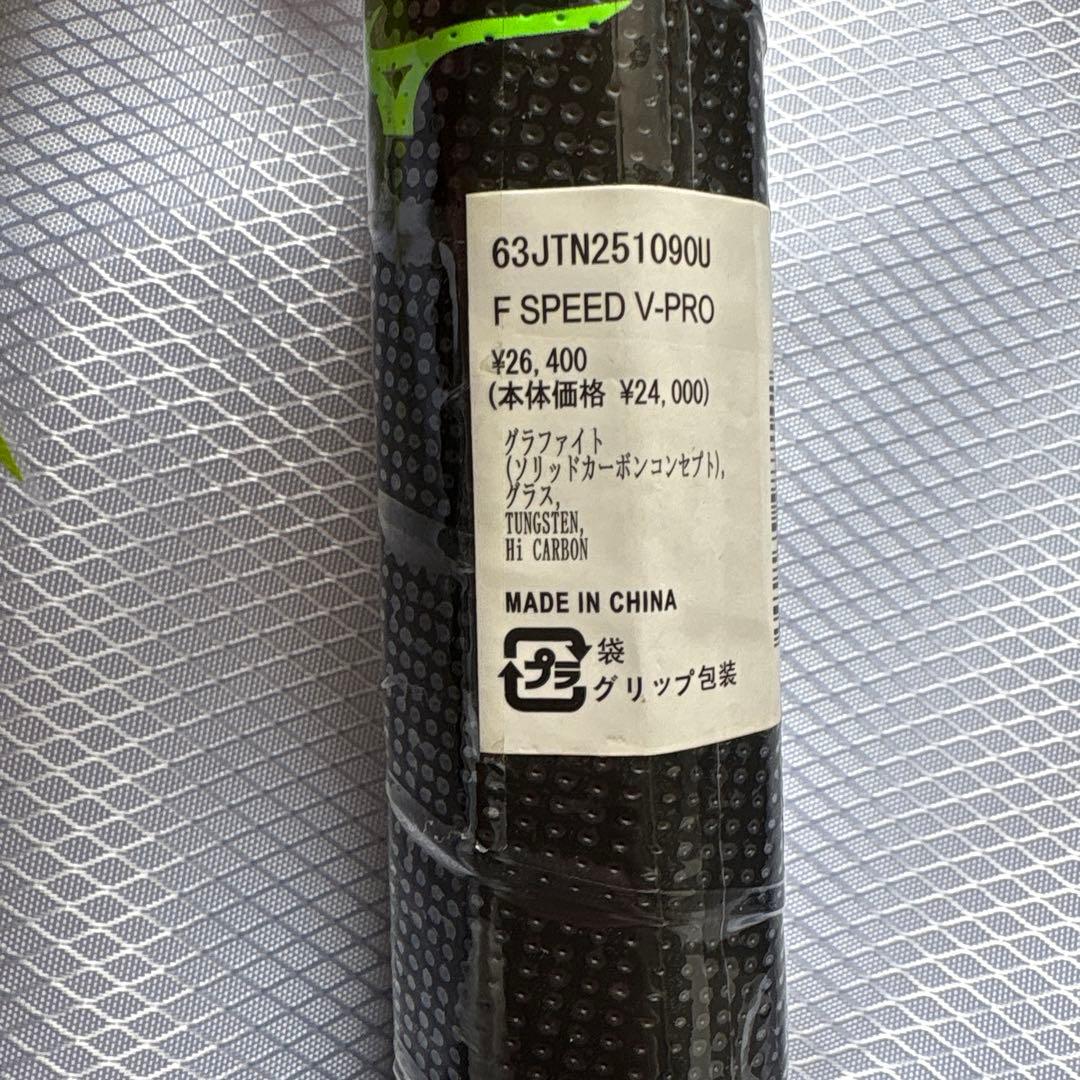 63JTN251090U
F SPEED V-PRO
¥26,400
(本体価格 ¥24,000)
グラファイト
(ソリッドカーボンコンセプト),
グラス,
TUNGSTEN,
Hi CARBON
MADE IN CHINA
プラ 袋
グリップ包装